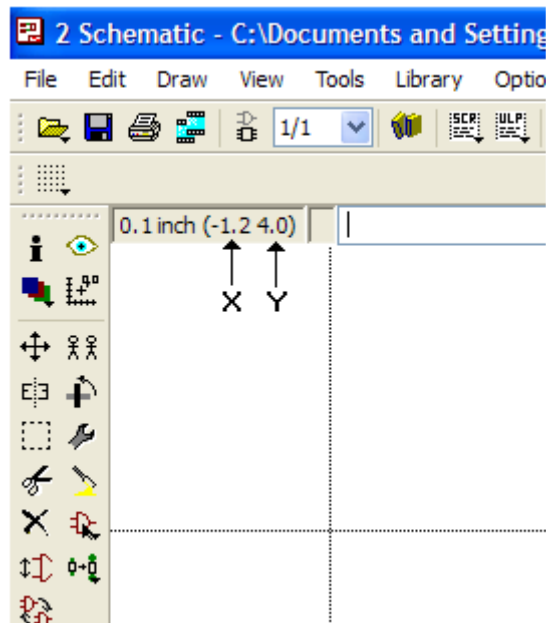 2 Schematic - C:\Documents and Setting
File Edit Draw View Tools Library Optio
1/1 SCR ULP
0.1 inch (-1.2 4.0)
X Y